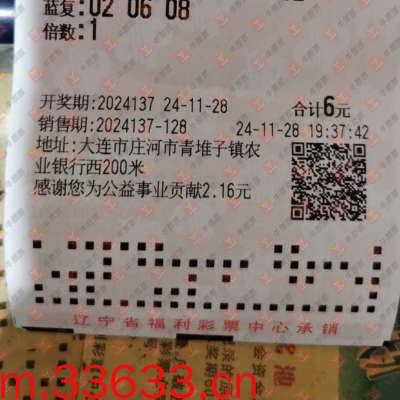 蓝复:02 06 08
倍数:1
开奖期:2024137 24-11-28 合计6元
销售期:2024137-128 24-11-28 19:37:42
地址:大连市庄河市青堆子镇农
业银行西200米
感谢您为公益事业贡献2.16元
辽宁省福利彩票中心承销
m.33633.cn